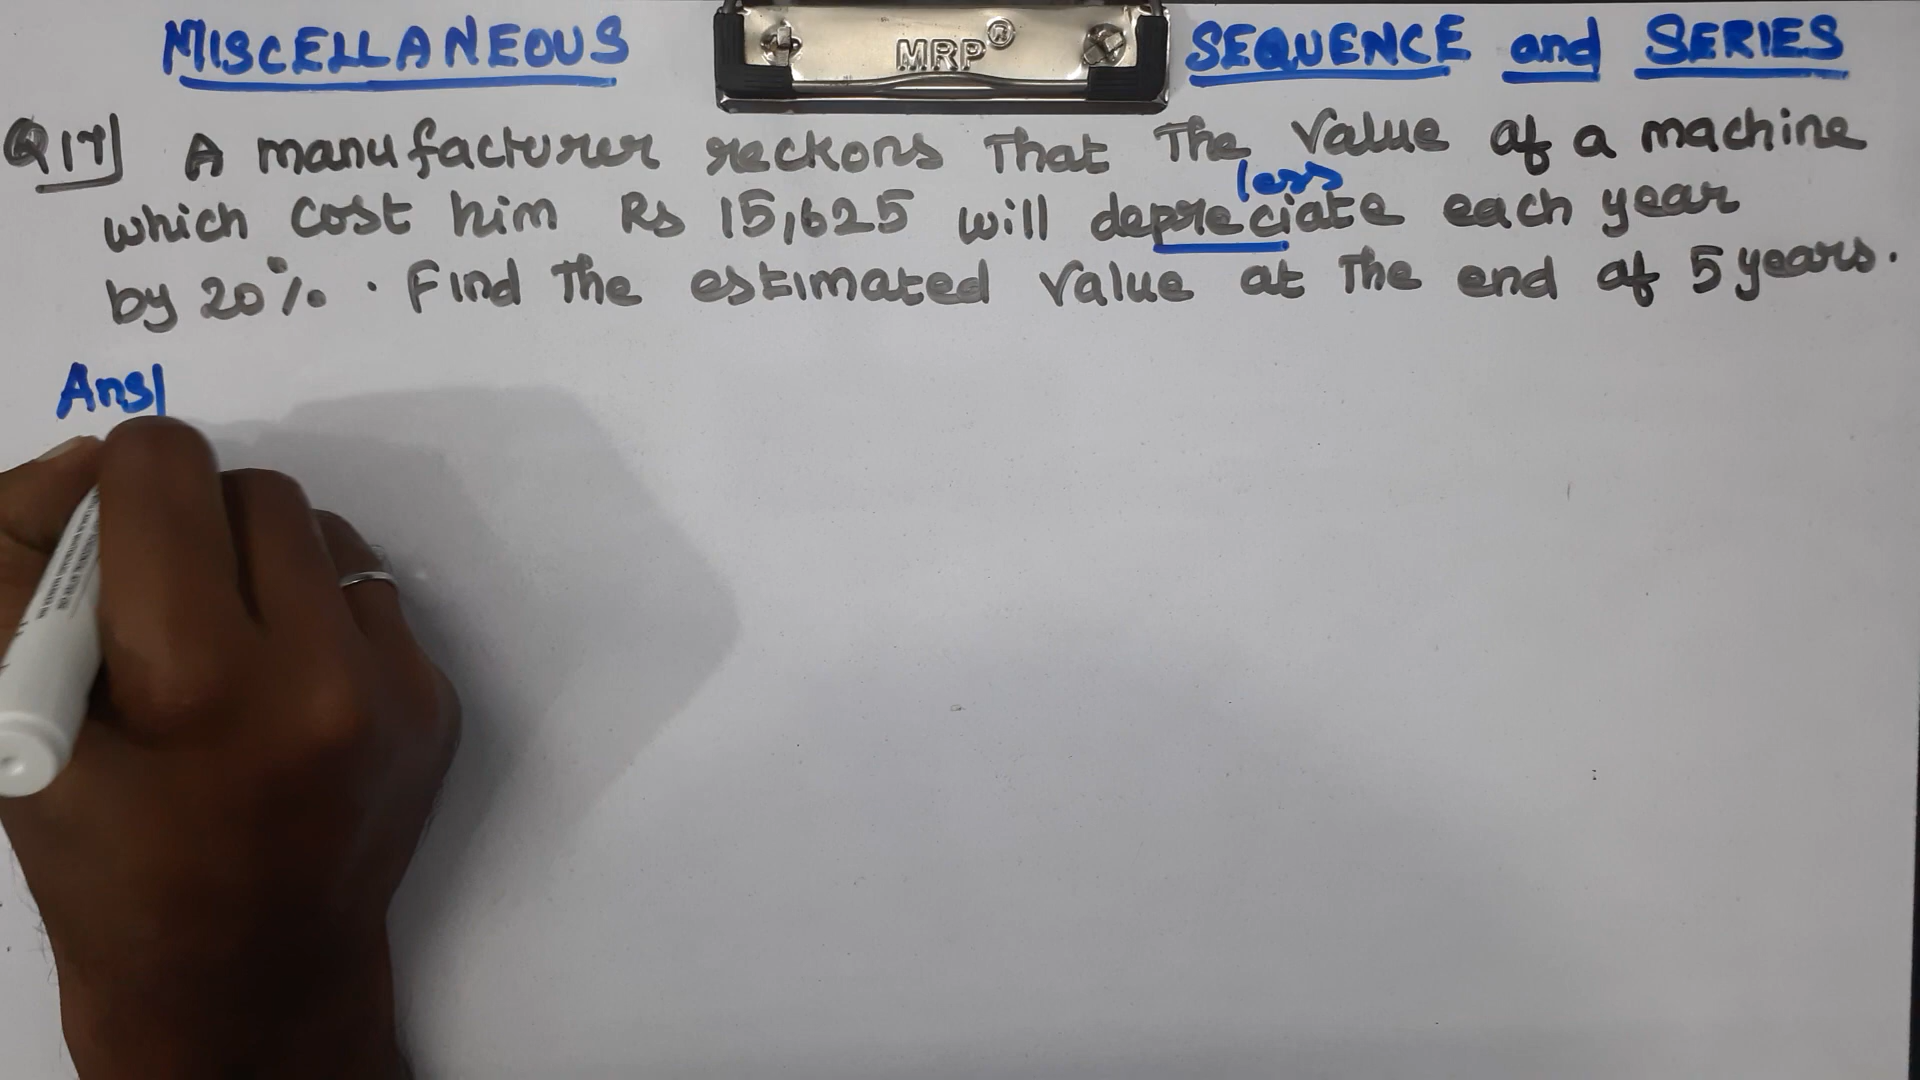 MISCELLANEOUS
MRP®
SEQUENCE and SERIES
Q17] A manufacturer reckons That The value of a machine
less
which cost him Rs 15,625 will depreciate each year
by 20%. Find The estimated value at The end of 5 years.
Ans|